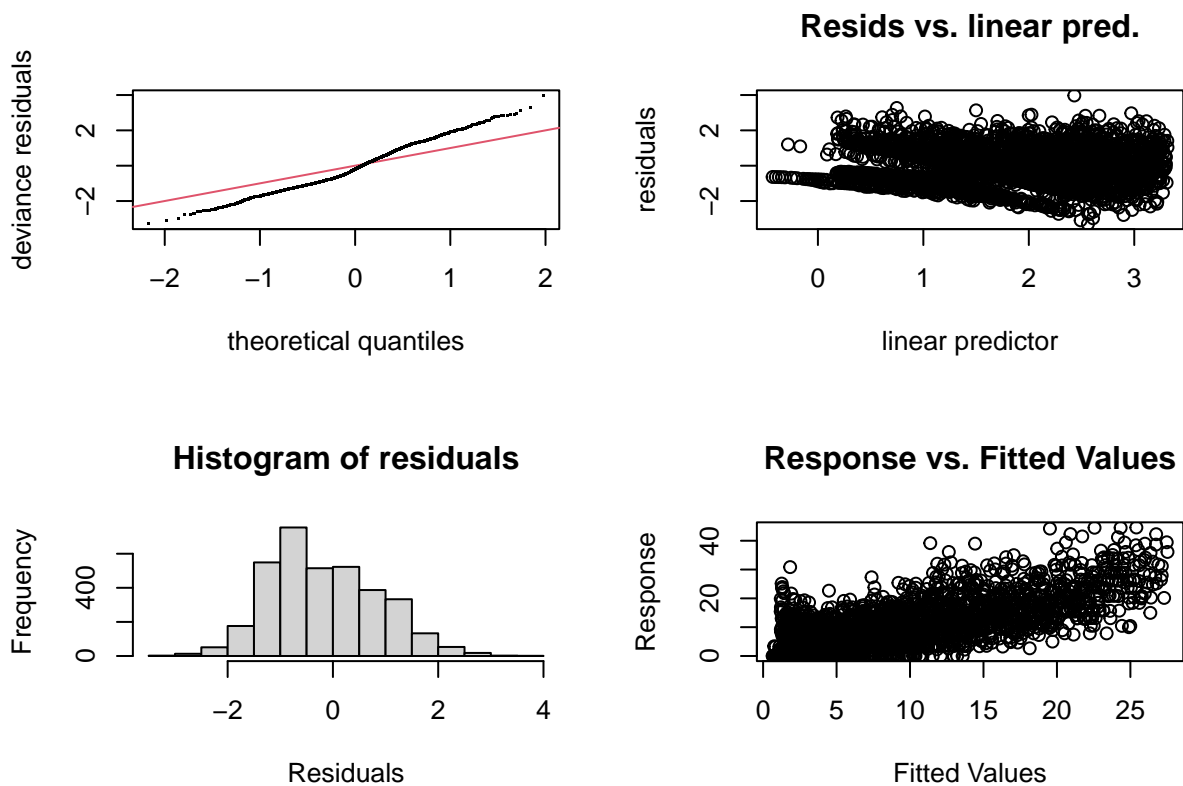 deviance residuals
2
−2
−2
−1
0
1
2
theoretical quantiles
Resids vs. linear pred.
residuals
2
−2
0
1
2
3
linear predictor
Histogram of residuals
Frequency
400
0
−2
0
2
4
Residuals
Response vs. Fitted Values
Response
40
20
0
0
5
10
15
20
25
Fitted Values